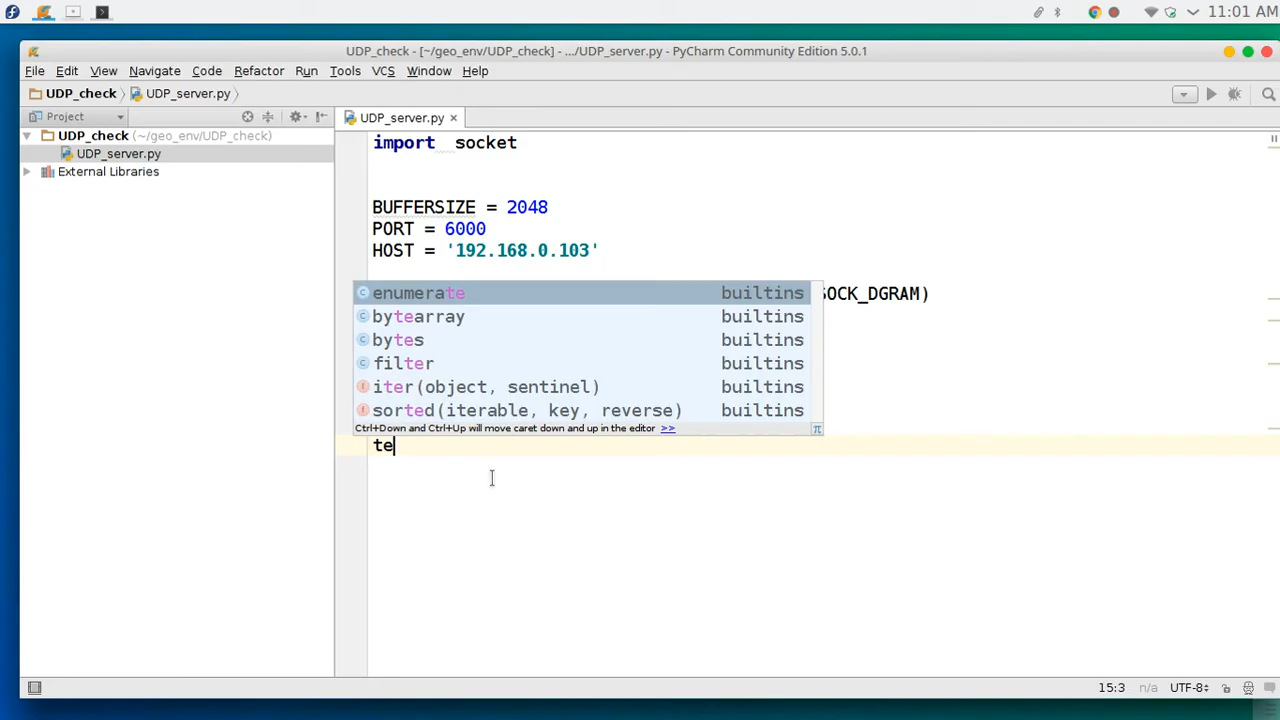 11:01 AM
UDP_check - [~/geo_env/UDP_check] - .../UDP_server.py - PyCharm Community Edition 5.0.1
File Edit View Navigate Code Refactor Run Tools VCS Window Help
UDP_check UDP_server.py
Project UDP_server.py
UDP_check (~/geo_env/UDP_check)
UDP_server.py
External Libraries
import socket
BUFFERSIZE = 2048
PORT = 6000
HOST = '192.168.0.103'
SOCK_DGRAM)
enumerate builtins
bytearray builtins
bytes builtins
filter builtins
iter(object, sentinel) builtins
sorted(iterable, key, reverse) builtins
Ctrl+Down and Ctrl+Up will move caret down and up in the editor >> π
te
15:3 n/a UTF-8